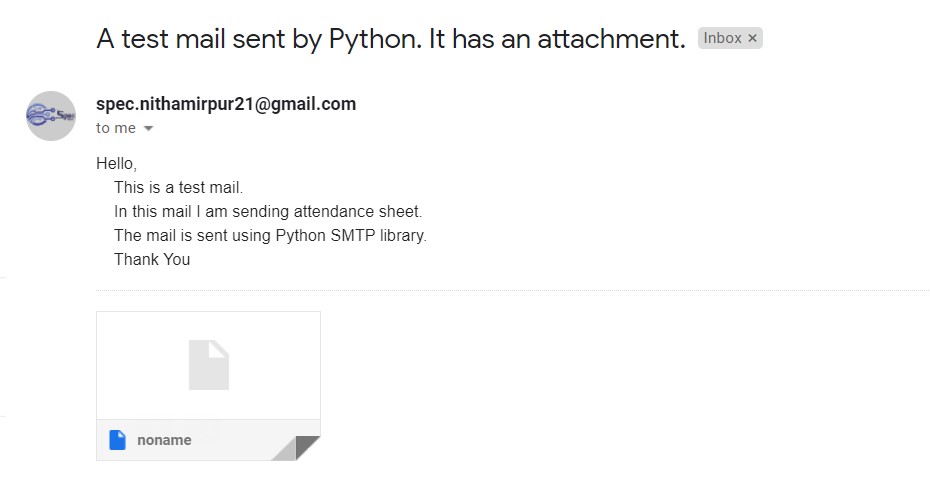 A test mail sent by Python. It has an attachment. Inbox ×
spec.nithamirpur21@gmail.com
to me
Hello,
This is a test mail.
In this mail I am sending attendance sheet.
The mail is sent using Python SMTP library.
Thank You
noname